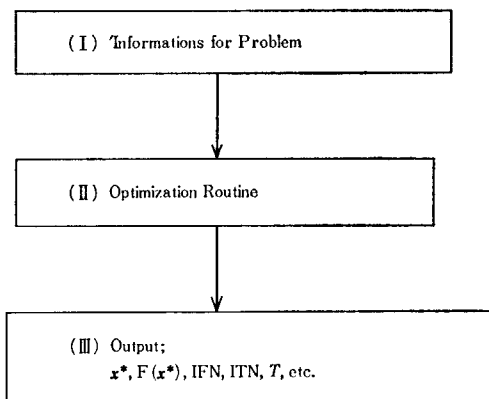 (Ⅰ) Informations for Problem
(Ⅱ) Optimization Routine
(Ⅲ) Output;
x*, F(x*), IFN, ITN, T, etc.